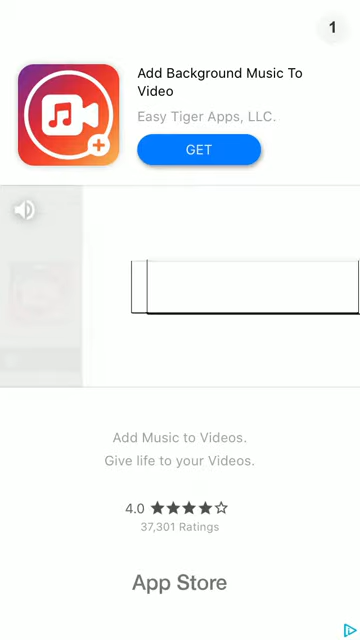 1
Add Background Music To
Video
Easy Tiger Apps, LLC.
GET
Add Music to Videos.
Give life to your Videos.
4.0
37,301 Ratings
App Store